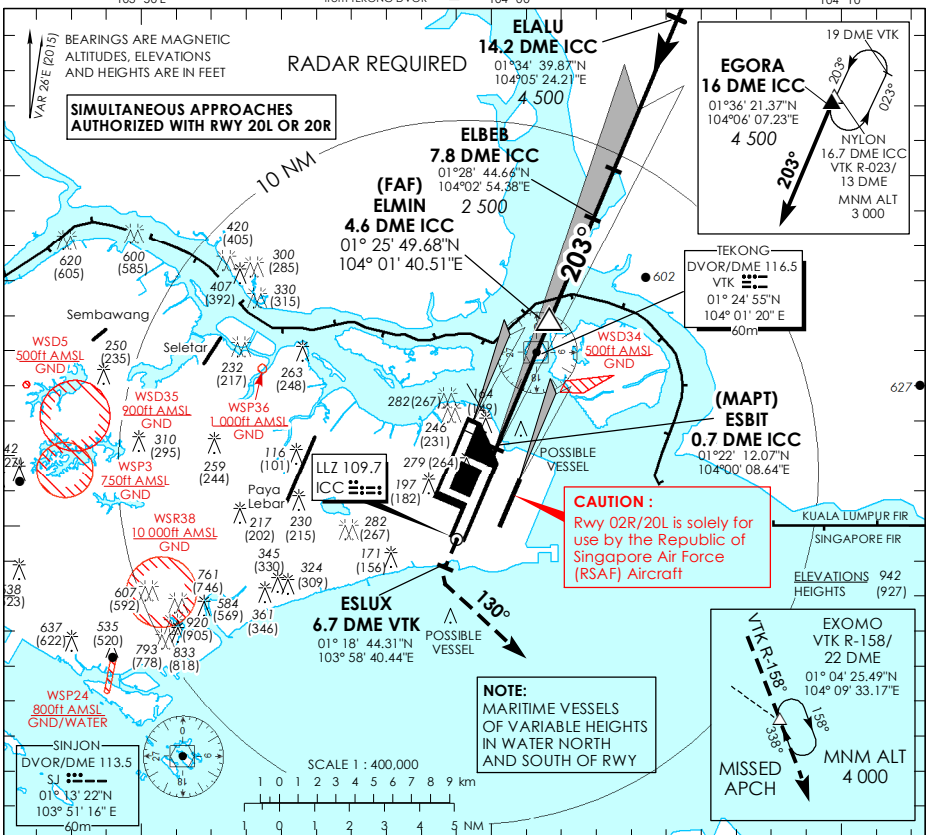 103° 50' E
from TEKONG DVOR
104° 00'
104° 10'
VAR 26'E (2015)
BEARINGS ARE MAGNETIC
ALTITUDES, ELEVATIONS
AND HEIGHTS ARE IN FEET
RADAR REQUIRED
SIMULTANEOUS APPROACHES
AUTHORIZED WITH RWY 20L OR 20R
ELALU
14.2 DME ICC
01°34' 39.87"N
104°05' 24.21"E
4 500
19 DME VTK
EGORA
16 DME ICC
01°36' 21.37"N
104°06' 07.23"E
4 500
203°
023°
203°
NYLON
16.7 DME ICC
VTK R-023/
13 DME
MNM ALT
3 000
ELBEB
7.8 DME ICC
01°28' 44.66"N
104°02' 54.38"E
2 500
10 NM
(FAF)
ELMIN
4.6 DME ICC
01° 25' 49.68"N
104° 01' 40.51"E
203°
420
(405)
620
(605)
600
(585)
300
(285)
407
(392)
330
(315)
602
TEKONG
DVOR/DME 116.5
VTK
01° 24' 55"N
104° 01' 20" E
60m
Sembawang
WSD5
500ft AMSL
GND
250
(235)
Seletar
232
(217)
263
(248)
WSD34
500ft AMSL
GND
27
9
18
627
WSD35
900ft AMSL
GND
WSP36
1 000ft AMSL
GND
282(267)
164
(149)
246
(231)
(MAPT)
ESBIT
0.7 DME ICC
01°22' 12.07"N
104°00' 08.64"E
310
(295)
WSP3
750ft AMSL
GND
259
(244)
116
(101)
279 (264)
POSSIBLE
VESSEL
LLZ 109.7
ICC
197
(182)
Paya
Lebar
CAUTION :
Rwy 02R/20L is solely for
use by the Republic of
Singapore Air Force
(RSAF) Aircraft
KUALA LUMPUR FIR
SINGAPORE FIR
WSR38
10 000ft AMSL
GND
217
(202)
230
(215)
282
(267)
345
(330)
324
(309)
171
(156)
761
(746)
607
(592)
584
(569)
361
(346)
ELEVATIONS 942
HEIGHTS (927)
920
(905)
ESLUX
6.7 DME VTK
01° 18' 44.31"N
103° 58' 40.44"E
130°
POSSIBLE
VESSEL
637
(622)
535
(520)
793
(778)
833
(818)
WSP24
800ft AMSL
GND/WATER
NOTE:
MARITIME VESSELS
OF VARIABLE HEIGHTS
IN WATER NORTH
AND SOUTH OF RWY
VTK R-158°
EXOMO
VTK R-158/
22 DME
01° 04' 25.49"N
104° 09' 33.17"E
158°
338°
MISSED
APCH
MNM ALT
4 000
SINJON
DVOR/DME 113.5
SJ
01° 13' 22"N
103° 51' 16" E
60m
0
27
9
18
SCALE 1 : 400,000
1 0 1 2 3 4 5 6 7 8 9 km
1 0 1 2 3 4 5 NM